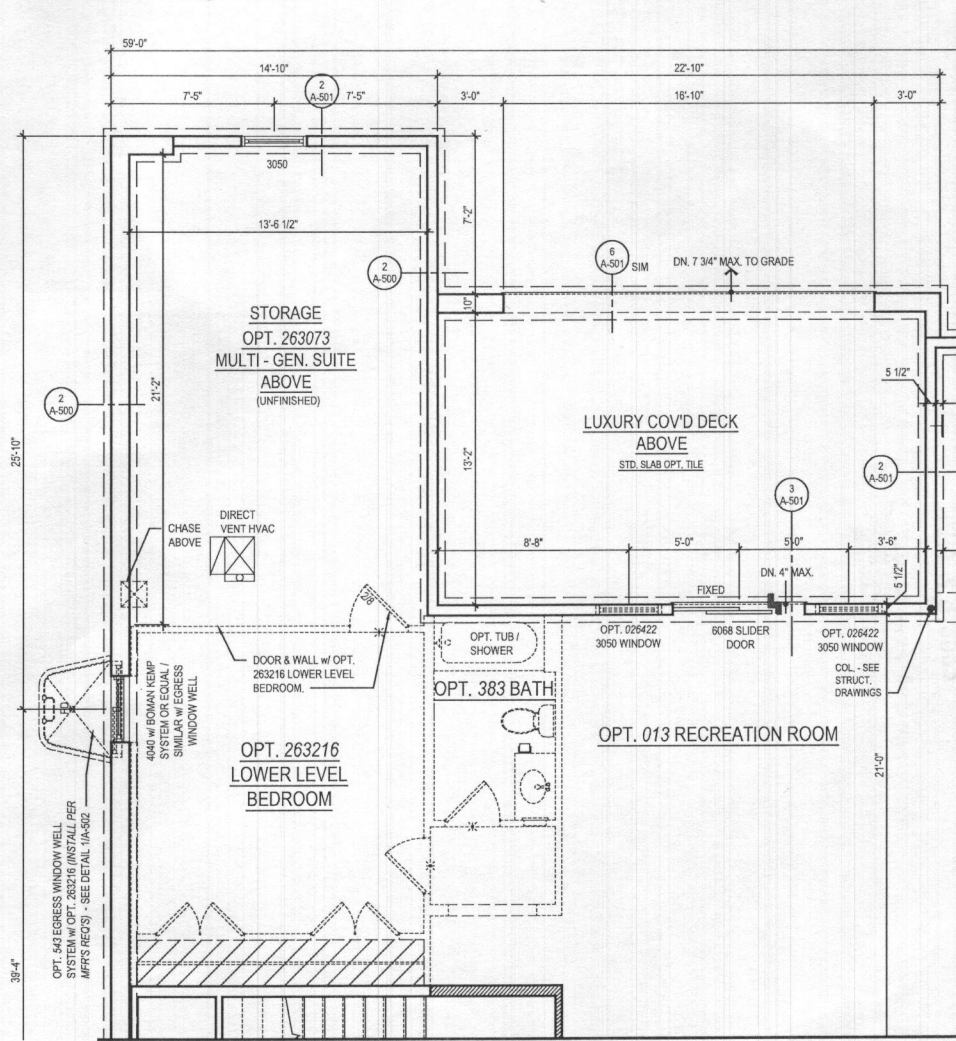 59'-0"
14'-10"
22'-10"
7'-5"
2
A-501
7'-5"
3'-0"
16'-10"
3'-0"
3050
7'-2"
13'-6 1/2"
2
A-500
6
A-501
SIM
DN. 7 3/4" MAX. TO GRADE
10"
STORAGE
OPT. 263073
MULTI - GEN. SUITE
ABOVE
(UNFINISHED)
21'-2"
2
A-500
5 1/2"
LUXURY COV'D DECK
ABOVE
STD. SLAB OPT. TILE
25'-10"
13'-2"
2
A-501
3
A-501
CHASE
ABOVE
DIRECT
VENT HVAC
8'-8"
5'-0"
5'-0"
3'-6"
DN. 4" MAX.
5 1/2"
FIXED
OPT. TUB /
SHOWER
OPT. 026422
3050 WINDOW
6068 SLIDER
DOOR
OPT. 026422
3050 WINDOW
DOOR & WALL w/ OPT.
263216 LOWER LEVEL
BEDROOM.
COL. - SEE
STRUCT.
DRAWINGS
4040 w/ BOMAN KEMP
SYSTEM OR EQUAL /
SIMILAR w/ EGRESS
WINDOW WELL
OPT. 383 BATH
OPT. 013 RECREATION ROOM
OPT. 263216
LOWER LEVEL
BEDROOM
21'-0"
OPT. 543 EGRESS WINDOW WELL
SYSTEM w/ OPT. 263216 (INSTALL PER
MFR'S REQ'S) - SEE DETAIL 1/A-502
39'-4"